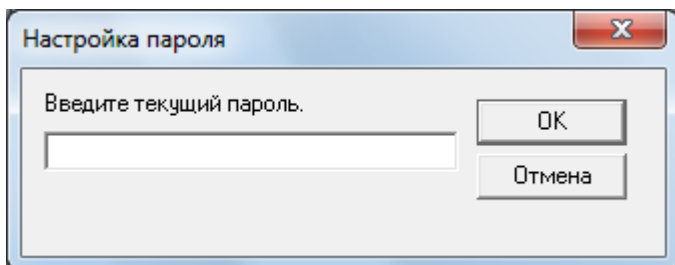 Настройка пароля
Введите текущий пароль.
OK
Отмена